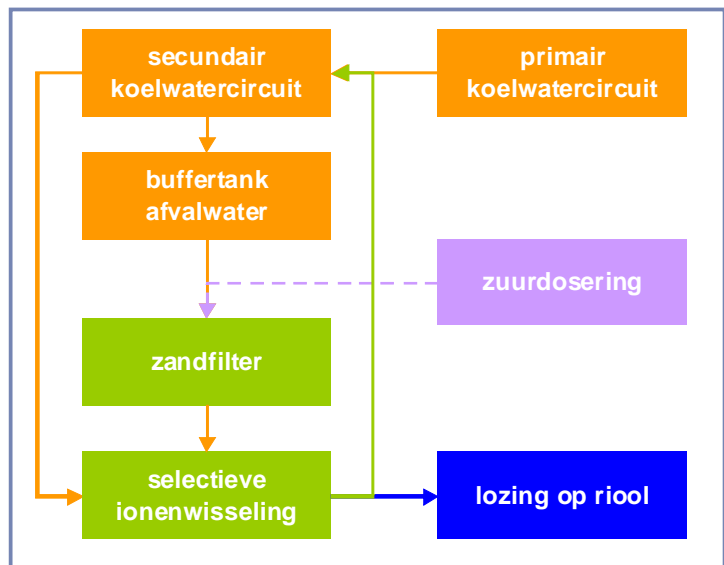 secundair
koelwatercircuit
primair
koelwatercircuit
buffertank
afvalwater
zuurdosering
zandfilter
selectieve
ionenwisseling
lozing op riool